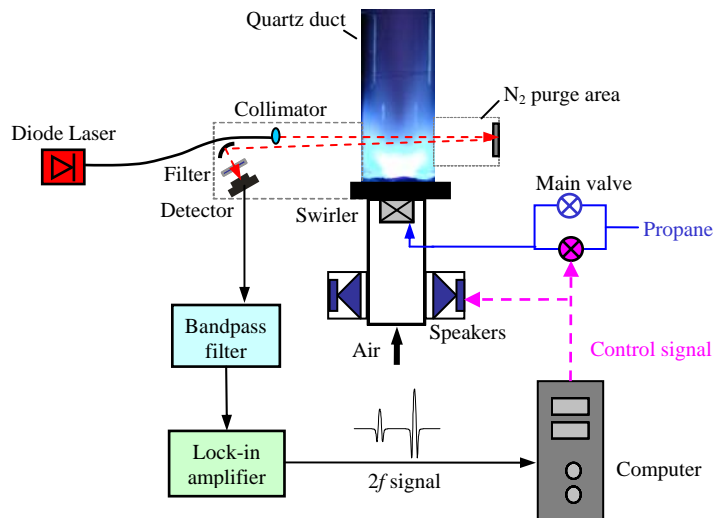 Quartz duct
N₂ purge area
Collimator
Diode Laser
Filter
Detector
Swirler
Main valve
Propane
Speakers
Air
Bandpass
filter
Control signal
Lock-in
amplifier
2f signal
Computer